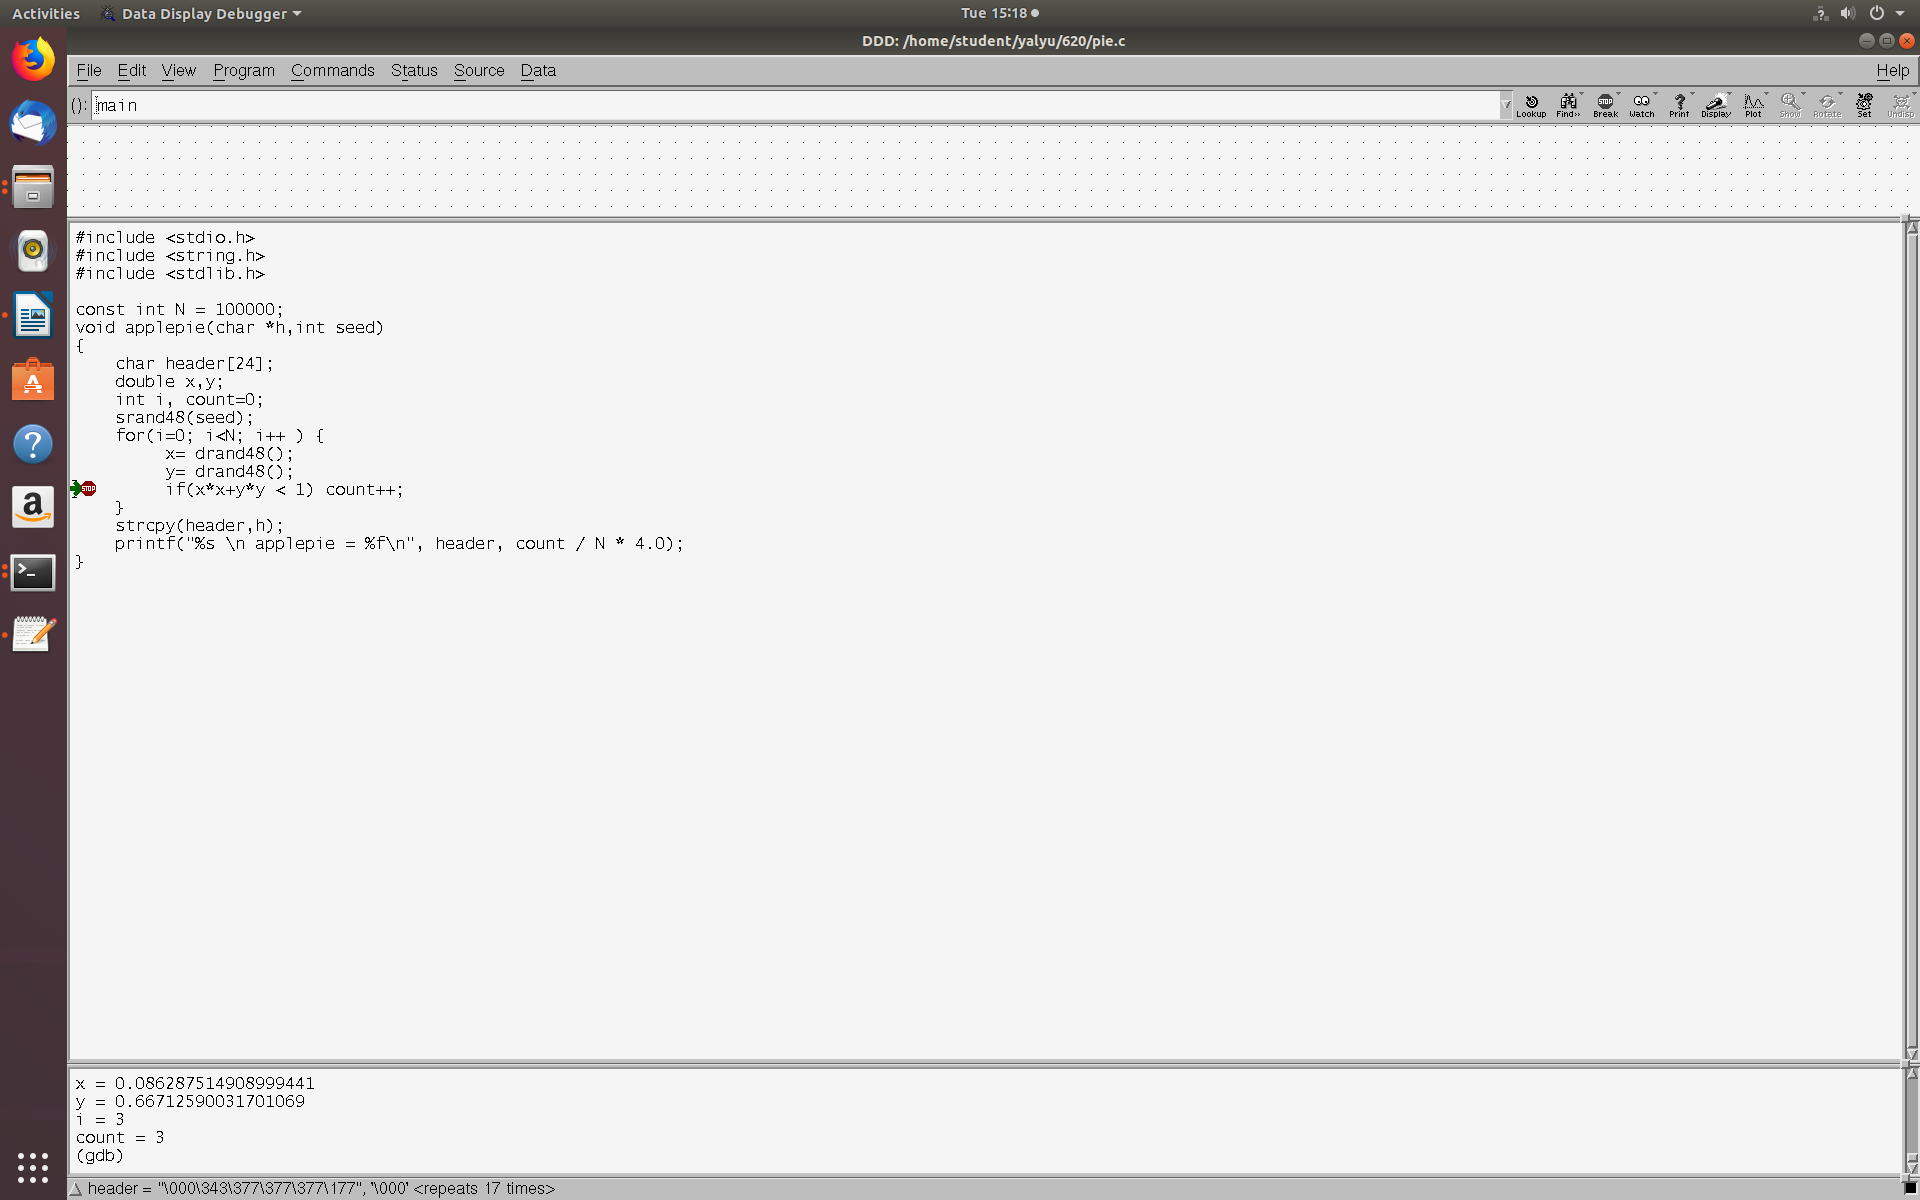 Activities Data Display Debugger Tue 15:18
DDD: /home/student/yalyu/620/pie.c
File Edit View Program Commands Status Source Data Help
(): main Lookup Find>> Break Watch Print Display Plot Show Rotate Set Undisp
#include <stdio.h>
#include <string.h>
#include <stdlib.h>
const int N = 100000;
void applepie(char *h,int seed)
{
char header[24];
double x,y;
int i, count=0;
srand48(seed);
for(i=0; i<N; i++ ) {
x= drand48();
y= drand48();
STOP if(x*x+y*y < 1) count++;
}
strcpy(header,h);
printf("%s \n applepie = %f\n", header, count / N * 4.0);
}
x = 0.086287514908999441
y = 0.66712590031701069
i = 3
count = 3
(gdb)
header = "\000\343\377\377\377\177", '\000' <repeats 17 times>